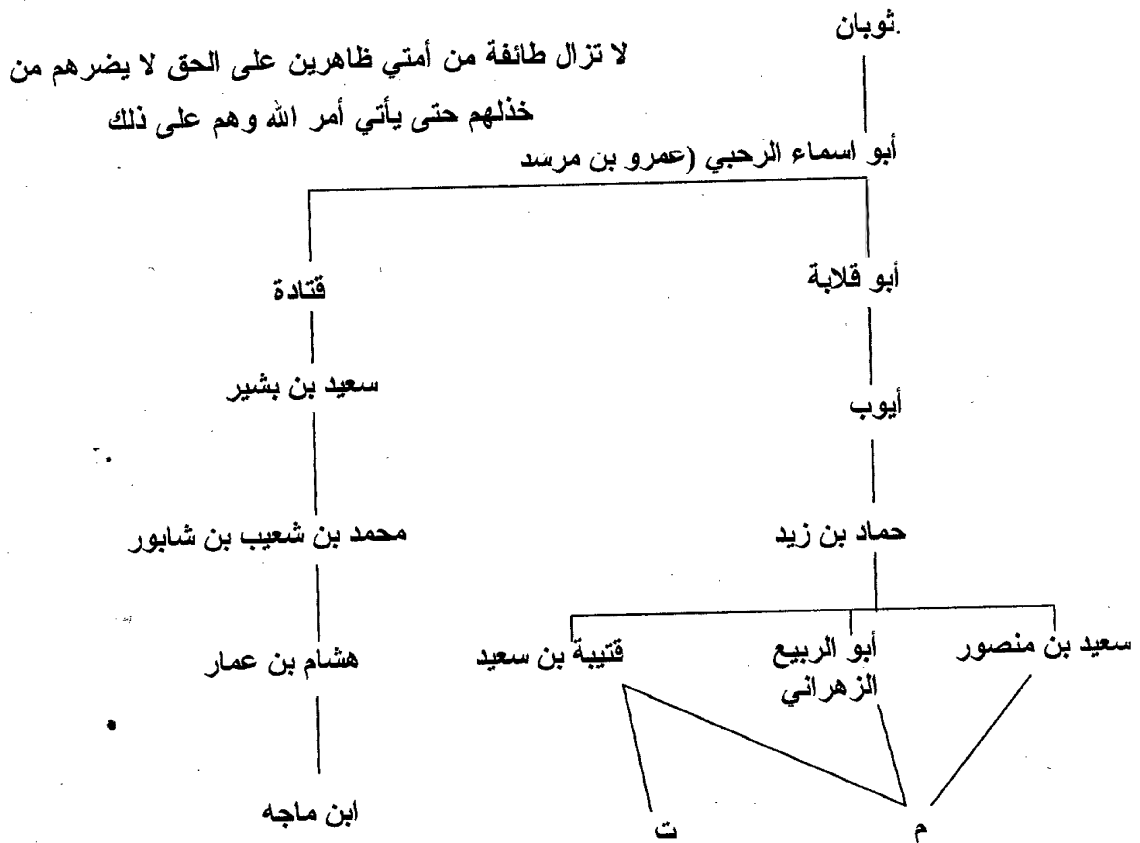 ثوبان.
لا تزال طائفة من أمتي ظاهرين على الحق لا يضرهم من
خذلهم حتى يأتي أمر الله وهم على ذلك
أبو اسماء الرحبي (عمرو بن مرسد
أبو قلابة
قتادة
سعيد بن بشير
أيوب
حماد بن زيد
محمد بن شعيب بن شابور
سعيد بن منصور
أبو الربيع
الزهراني
قتيبة بن سعيد
هشام بن عمار
م
ت
ابن ماجه